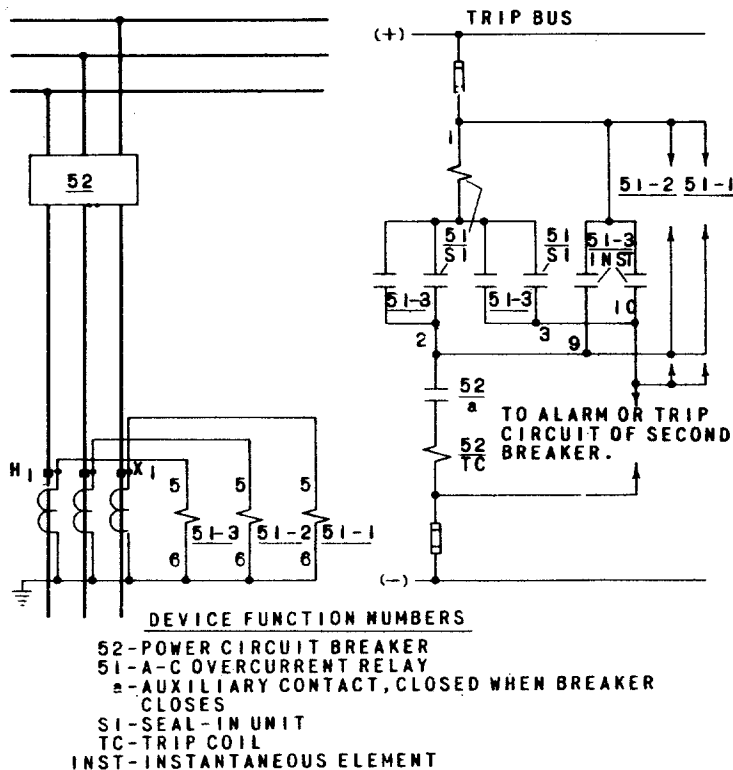 TRIP BUS
(+)
1
52
51-2 51-1
51
SI
51
SI
51-3
INST
51-3
51-3
10
2
3
9
52
a
TO ALARM OR TRIP
CIRCUIT OF SECOND
BREAKER.
52
TC
H1
X1
5
5
5
51-3
51-2
51-1
6
6
6
(-)
DEVICE FUNCTION NUMBERS
52-POWER CIRCUIT BREAKER
51-A-C OVERCURRENT RELAY
a-AUXILIARY CONTACT, CLOSED WHEN BREAKER
CLOSES
SI-SEAL-IN UNIT
TC-TRIP COIL
INST-INSTANTANEOUS ELEMENT